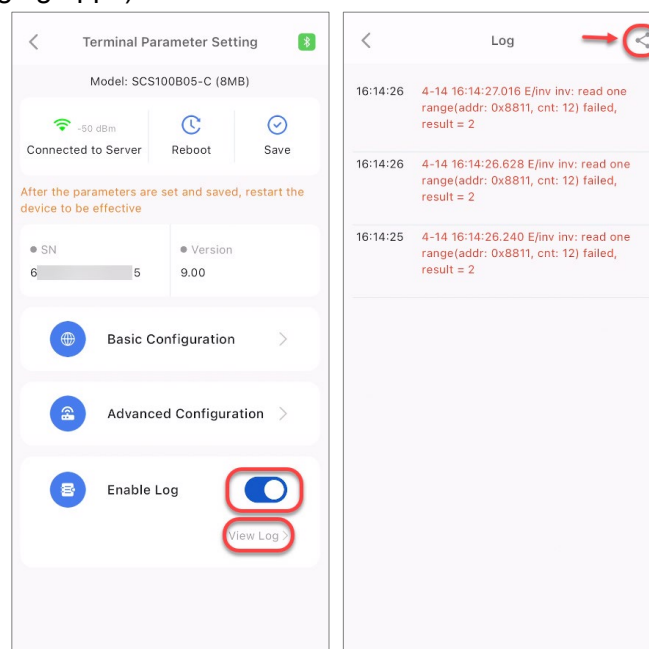 Terminal Parameter Setting
Model: SCS100B05-C (8MB)
-50 dBm
Connected to Server
Reboot
Save
After the parameters are set and saved, restart the
device to be effective
SN
6 5
Version
9.00
Basic Configuration
Advanced Configuration
Enable Log
View Log
Log
16:14:26
4-14 16:14:27.016 E/inv inv: read one
range(addr: 0x8811, cnt: 12) failed,
result = 2
16:14:26
4-14 16:14:26.628 E/inv inv: read one
range(addr: 0x8811, cnt: 12) failed,
result = 2
16:14:25
4-14 16:14:26.240 E/inv inv: read one
range(addr: 0x8811, cnt: 12) failed,
result = 2